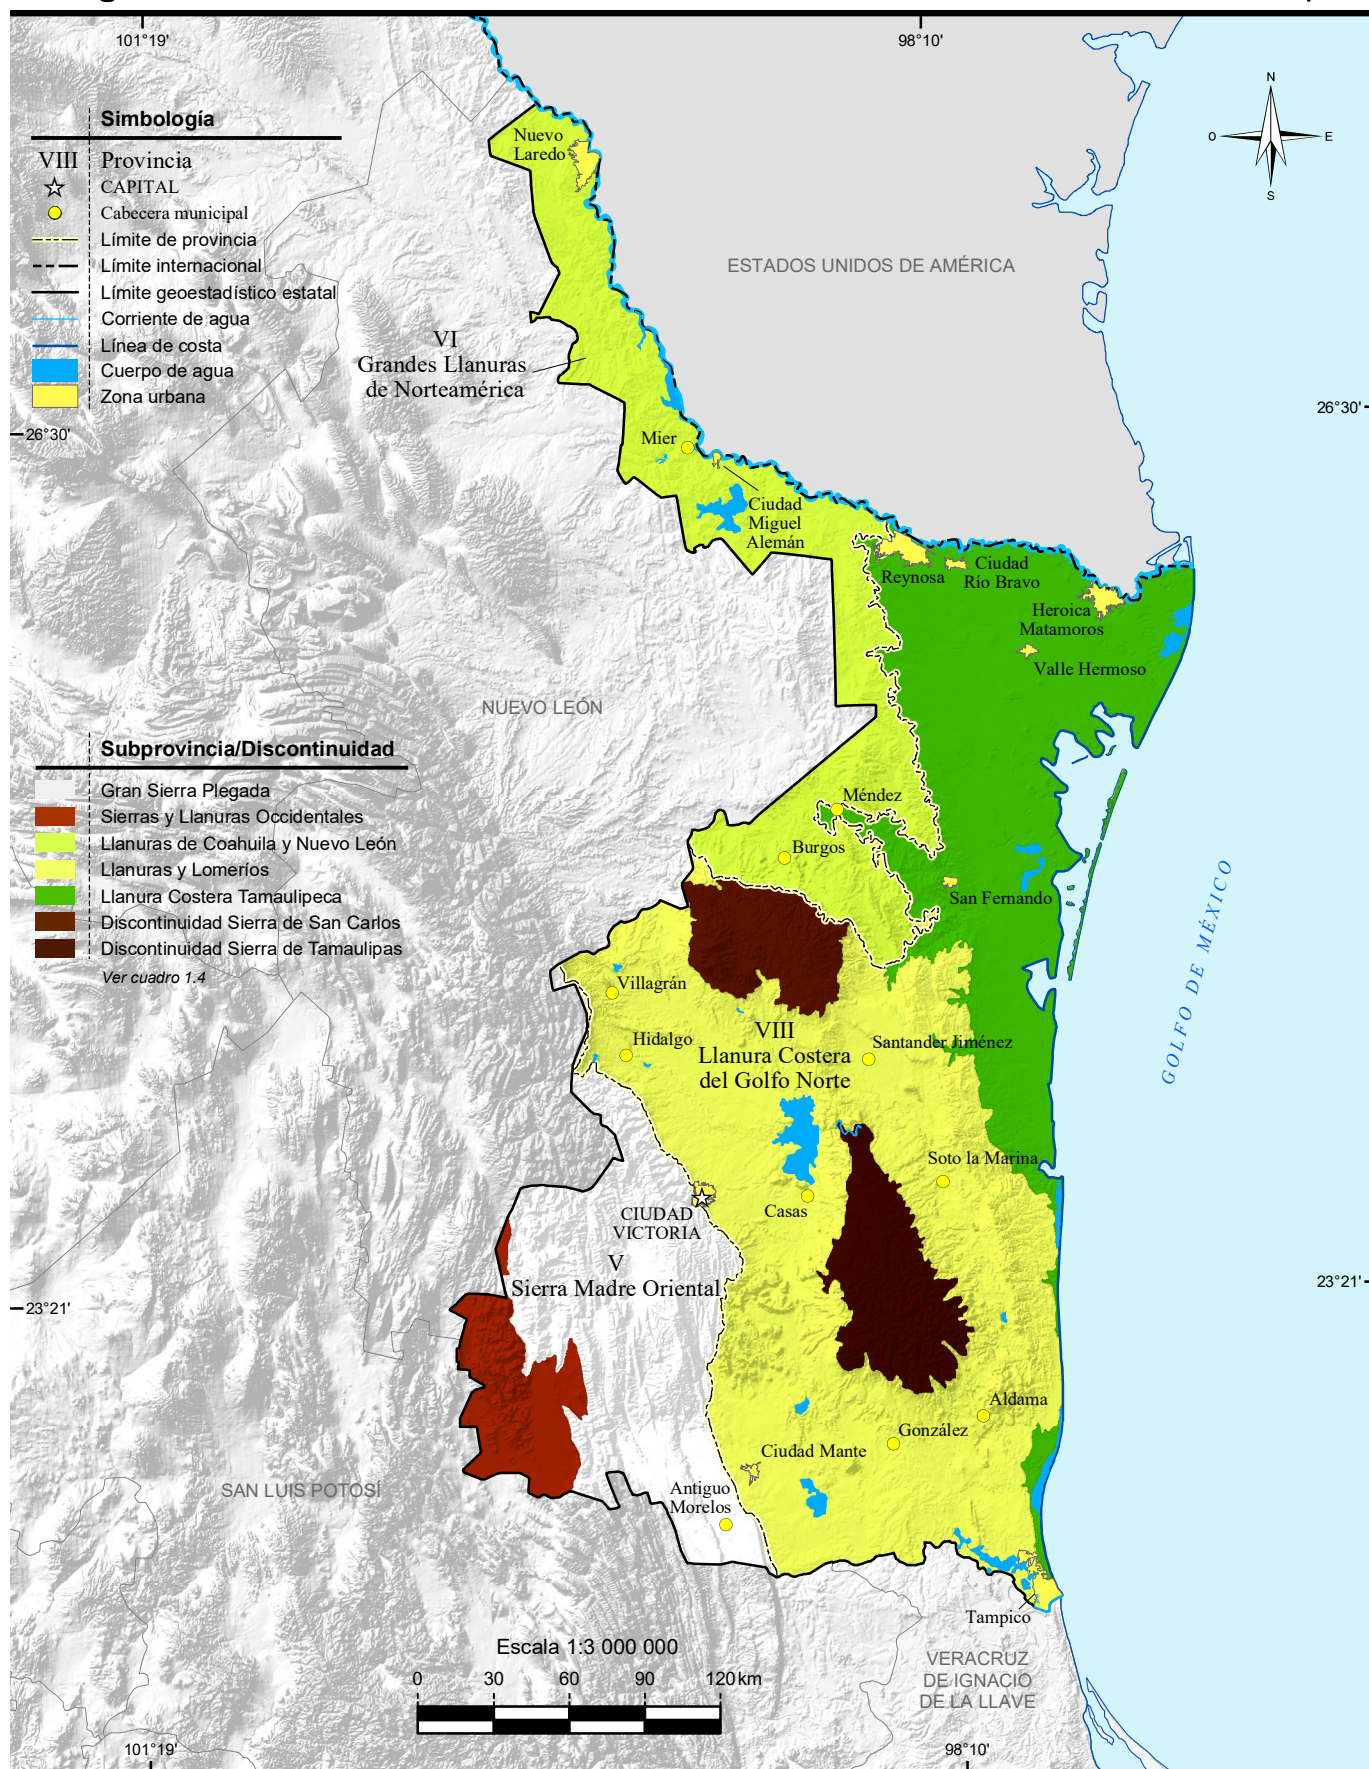 101°19'
98°10'
Simbología
VIII Provincia
CAPITAL
Cabecera municipal
Límite de provincia
Límite internacional
Límite geoestadístico estatal
Corriente de agua
Línea de costa
Cuerpo de agua
Zona urbana
N
O
E
S
Nuevo
Laredo
ESTADOS UNIDOS DE AMÉRICA
VI
Grandes Llanuras
de Norteamérica
26°30'
26°30'
Mier
Ciudad
Miguel
Alemán
Reynosa
Ciudad
Río Bravo
Heroica
Matamoros
Valle Hermoso
NUEVO LEÓN
Subprovincia/Discontinuidad
Gran Sierra Plegada
Sierras y Llanuras Occidentales
Llanuras de Coahuila y Nuevo León
Llanuras y Lomeríos
Llanura Costera Tamaulipeca
Discontinuidad Sierra de San Carlos
Discontinuidad Sierra de Tamaulipas
Ver cuadro 1.4
Méndez
Burgos
San Fernando
GOLFO DE MÉXICO
Villagrán
Hidalgo
VIII
Llanura Costera
del Golfo Norte
Santander Jiménez
Soto la Marina
Casas
CIUDAD
VICTORIA
V
Sierra Madre Oriental
23°21'
23°21'
Aldama
González
Ciudad Mante
Antiguo
Morelos
SAN LUIS POTOSÍ
Tampico
VERACRUZ
DE IGNACIO
DE LA LLAVE
Escala 1:3 000 000
0 30 60 90 120 km
101°19'
98°10'